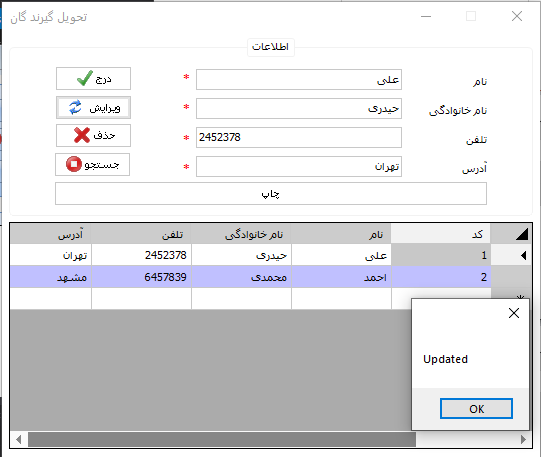 تحویل گیرند گان
اطلاعات
نام * علی درج
نام خانوادگی * حیدری ویرایش
تلفن * 2452378 حذف
آدرس * تهران جستجو
چاپ
کد نام نام خانوادگی تلفن آدرس
1 علی حیدری 2452378 تهران
2 احمد محمدی 6457839 مشهد
Updated
OK